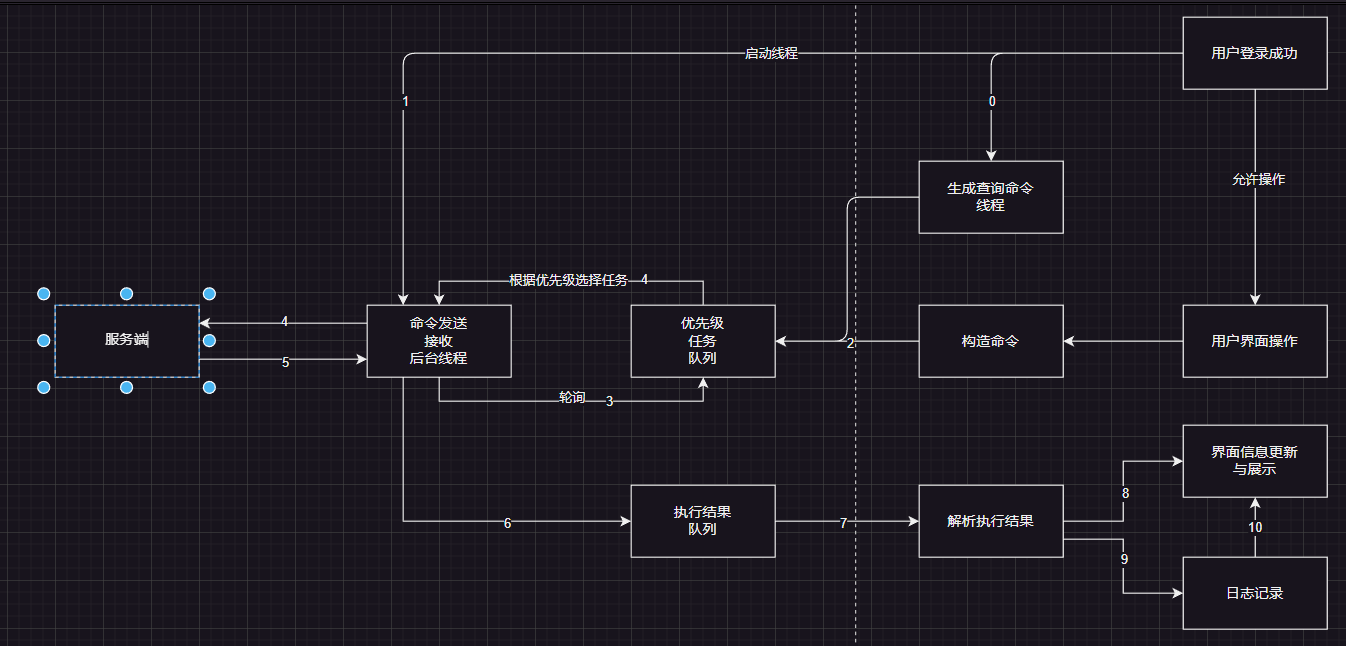 用户登录成功
启动线程
1
0
允许操作
生成查询命令
线程
根据优先级选择任务
4
服务端
4
5
命令发送
接收
后台线程
优先级
任务
队列
2
构造命令
用户界面操作
轮询
3
界面信息更新
与展示
8
6
执行结果
队列
7
解析执行结果
10
9
日志记录